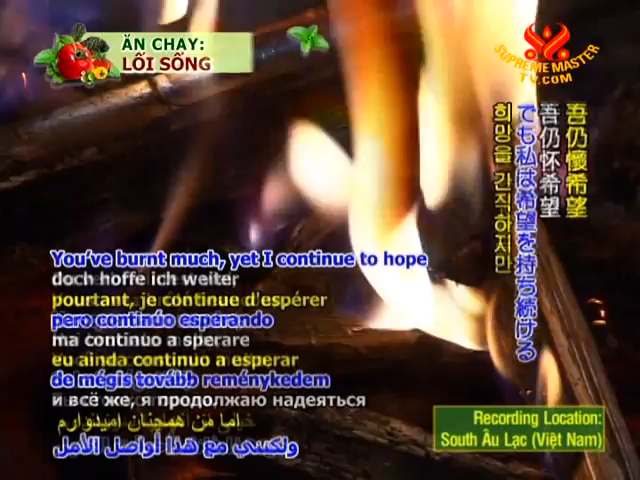 ĂN CHAY:
LỐI SỐNG
SUPREME MASTER
TV.COM
吾仍懷希望
吾仍怀希望
でも私は希望を持ち続ける
희망을 간직하지만
You've burnt much, yet I continue to hope
doch hoffe ich weiter
pourtant, je continue d'espérer
pero continúo esperando
ma continuo a sperare
eu ainda continuo a esperar
de mégis tovább reménykedem
и всё же, я продолжаю надеяться
اما من همچنان امیدوارم
ولكنني مع هذا أواصل الأمل
Recording Location:
South Âu Lạc (Việt Nam)